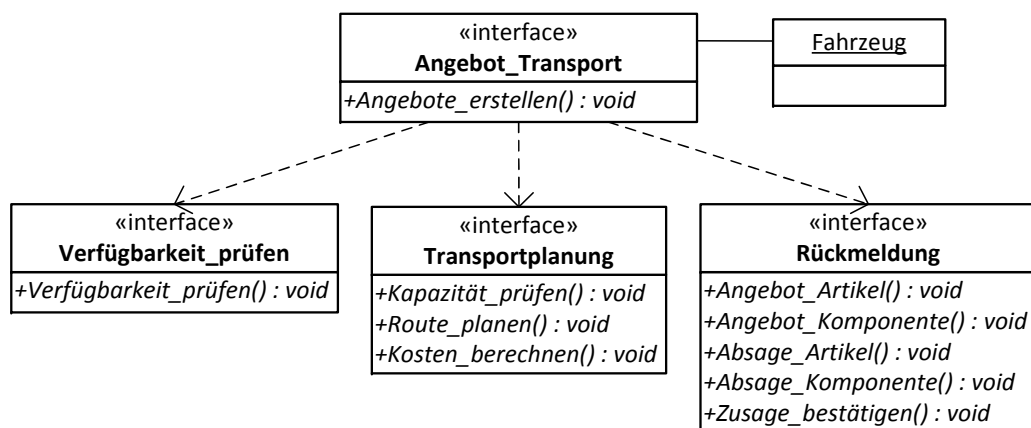 «interface»
Angebot_Transport
+Angebote_erstellen() : void
Fahrzeug
«interface»
Verfügbarkeit_prüfen
+Verfügbarkeit_prüfen() : void
«interface»
Transportplanung
+Kapazität_prüfen() : void
+Route_planen() : void
+Kosten_berechnen() : void
«interface»
Rückmeldung
+Angebot_Artikel() : void
+Angebot_Komponente() : void
+Absage_Artikel() : void
+Absage_Komponente() : void
+Zusage_bestätigen() : void